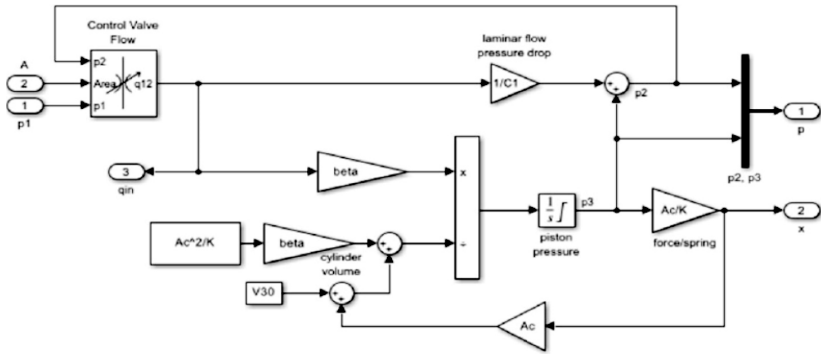 Control Valve
Flow
p2
A
2
Area
q12
1
p1
p1
laminar flow
pressure drop
1/C1
+
+
p2
1
p
p2, p3
3
qin
beta
x
÷
1
s
∫
p3
piston
pressure
Ac/K
force/spring
2
x
Ac^2/K
beta
+
+
cylinder
volume
V30
+
+
Ac